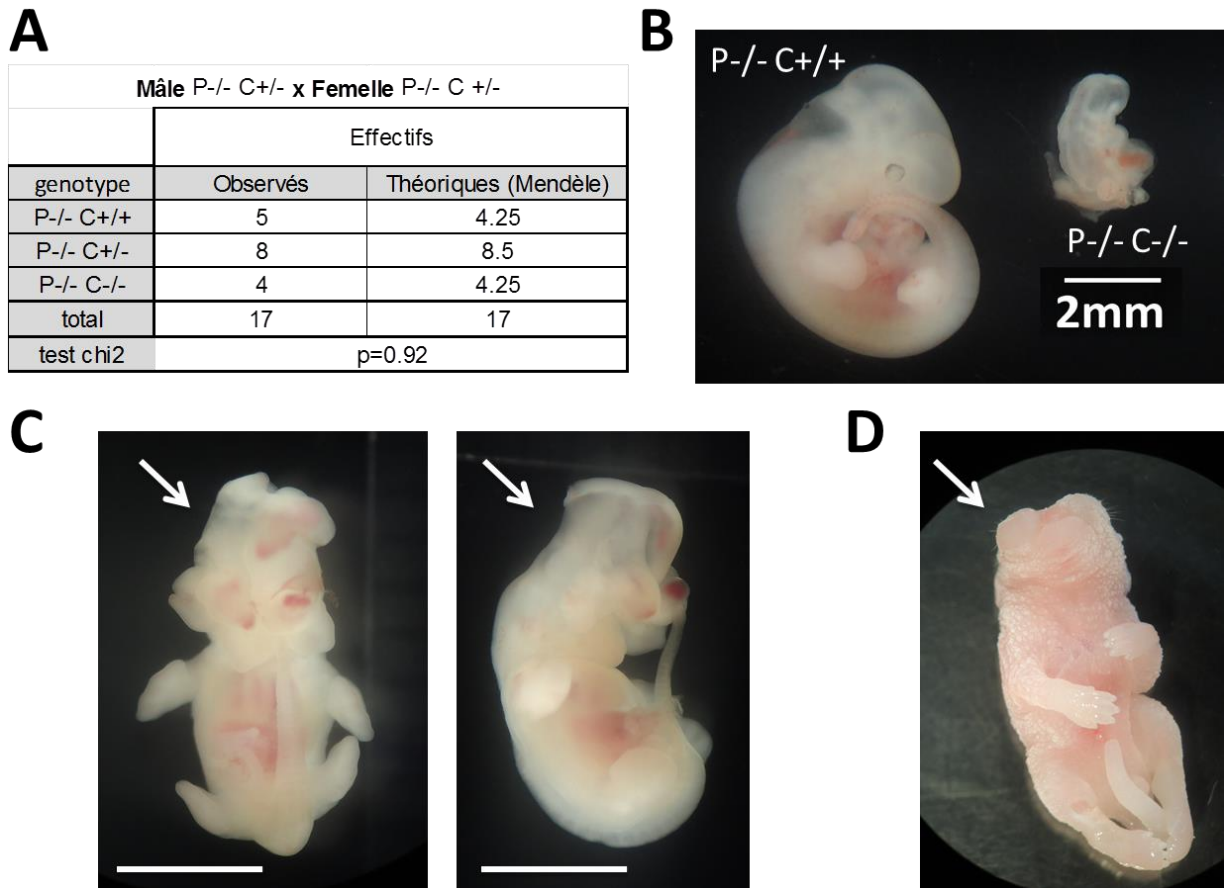 A
Mâle P-/- C+/- x Femelle P-/- C +/-
Effectifs
genotype Observés Théoriques (Mendèle)
P-/- C+/+ 5 4.25
P-/- C+/- 8 8.5
P-/- C-/- 4 4.25
total 17 17
test chi2 p=0.92
B
P-/- C+/+
P-/- C-/-
2mm
C
D